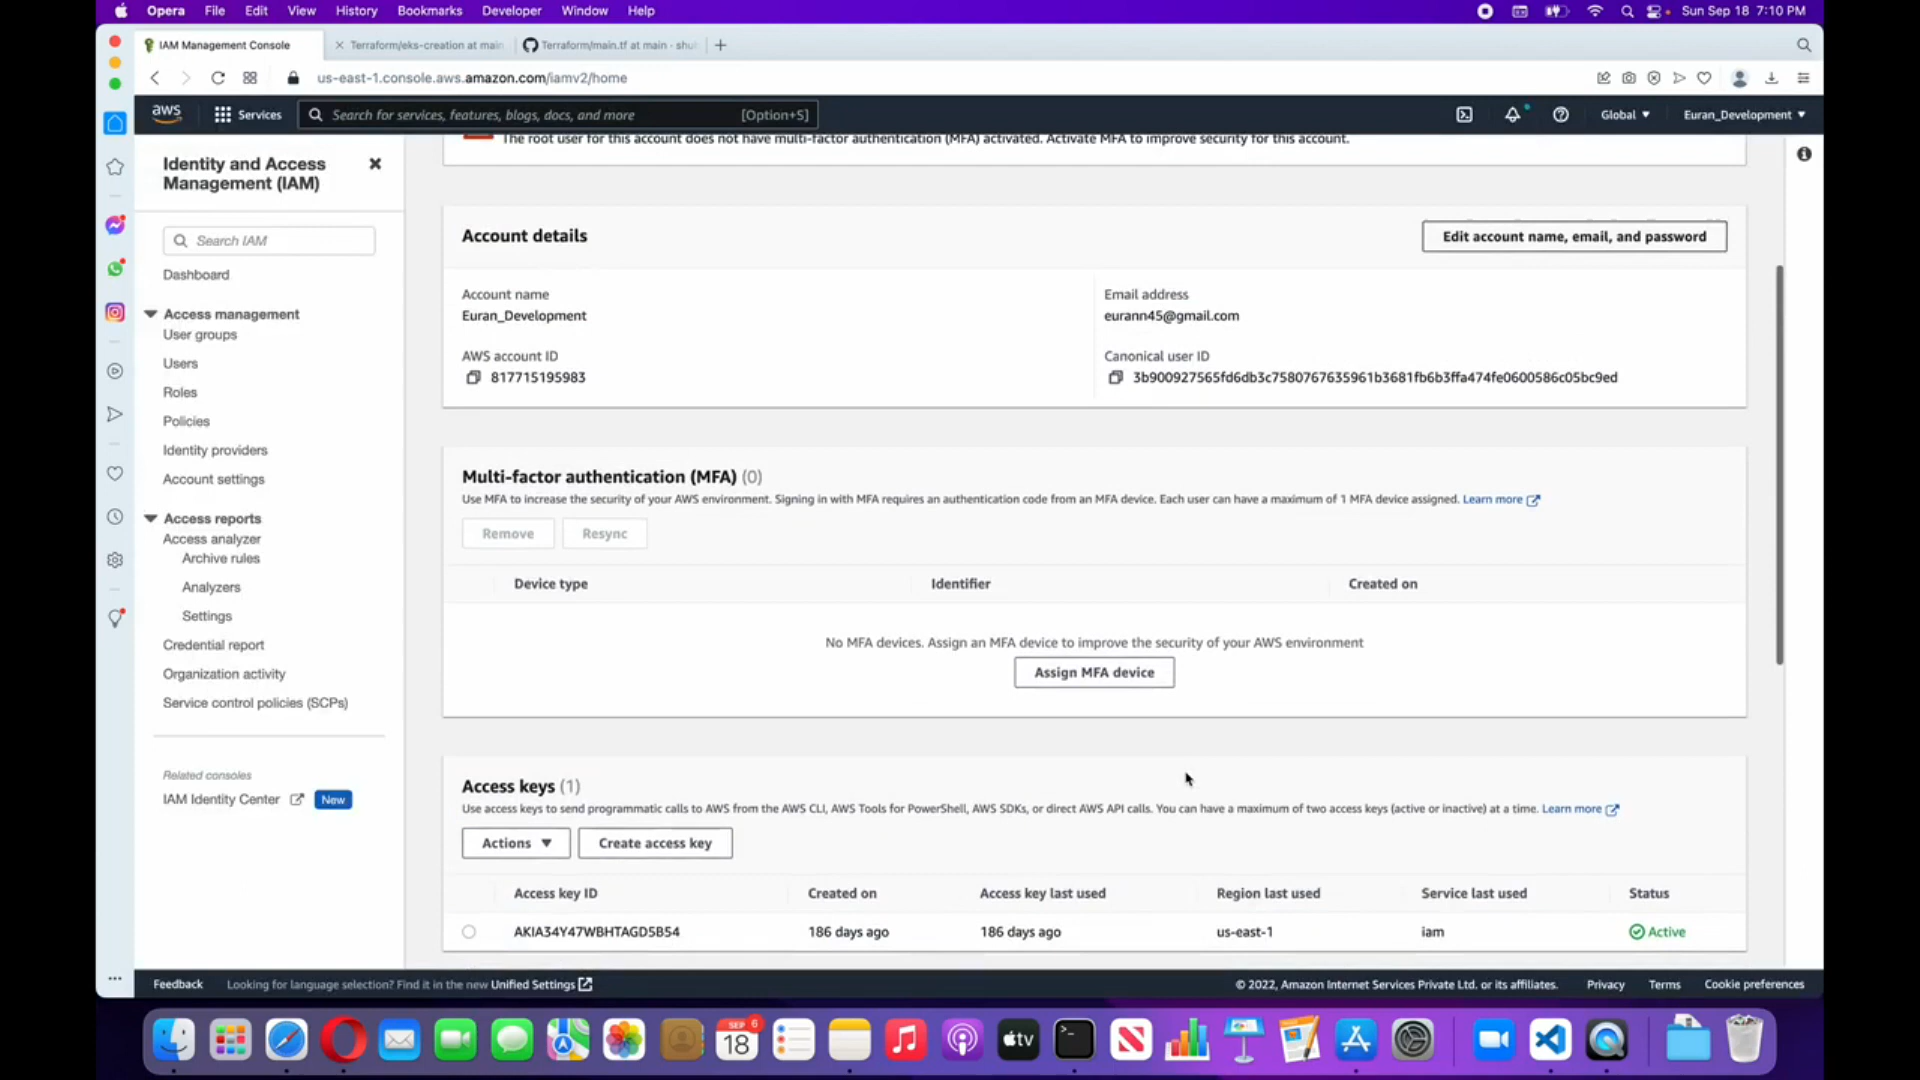 Opera File Edit View History Bookmarks Developer Window Help Sun Sep 18 7:10 PM
IAM Management Console Terraform/eks-creation at main Terraform/main.tf at main · shu
us-east-1.console.aws.amazon.com/iamv2/home
aws Services Search for services, features, blogs, docs, and more [Option+S] Global Euran_Development
The root user for this account does not have multi-factor authentication (MFA) activated. Activate MFA to improve security for this account.
Identity and Access
Management (IAM)
Search IAM
Dashboard
Access management
User groups
Users
Roles
Policies
Identity providers
Account settings
Access reports
Access analyzer
Archive rules
Analyzers
Settings
Credential report
Organization activity
Service control policies (SCPs)
Related consoles
IAM Identity Center New
Account details Edit account name, email, and password
Account name Email address
Euran_Development eurann45@gmail.com
AWS account ID Canonical user ID
817715195983 3b900927565fd6db3c7580767635961b3681fb6b3ffa474fe0600586c05bc9ed
Multi-factor authentication (MFA) (0)
Use MFA to increase the security of your AWS environment. Signing in with MFA requires an authentication code from an MFA device. Each user can have a maximum of 1 MFA device assigned. Learn more
Remove Resync
Device type Identifier Created on
No MFA devices. Assign an MFA device to improve the security of your AWS environment
Assign MFA device
Access keys (1)
Use access keys to send programmatic calls to AWS from the AWS CLI, AWS Tools for PowerShell, AWS SDKs, or direct AWS API calls. You can have a maximum of two access keys (active or inactive) at a time. Learn more
Actions Create access key
Access key ID Created on Access key last used Region last used Service last used Status
AKIA34Y47WBHTAGD5B54 186 days ago 186 days ago us-east-1 iam Active
Feedback Looking for language selection? Find it in the new Unified Settings © 2022, Amazon Internet Services Private Ltd. or its affiliates. Privacy Terms Cookie preferences
SEP 6
18
tv